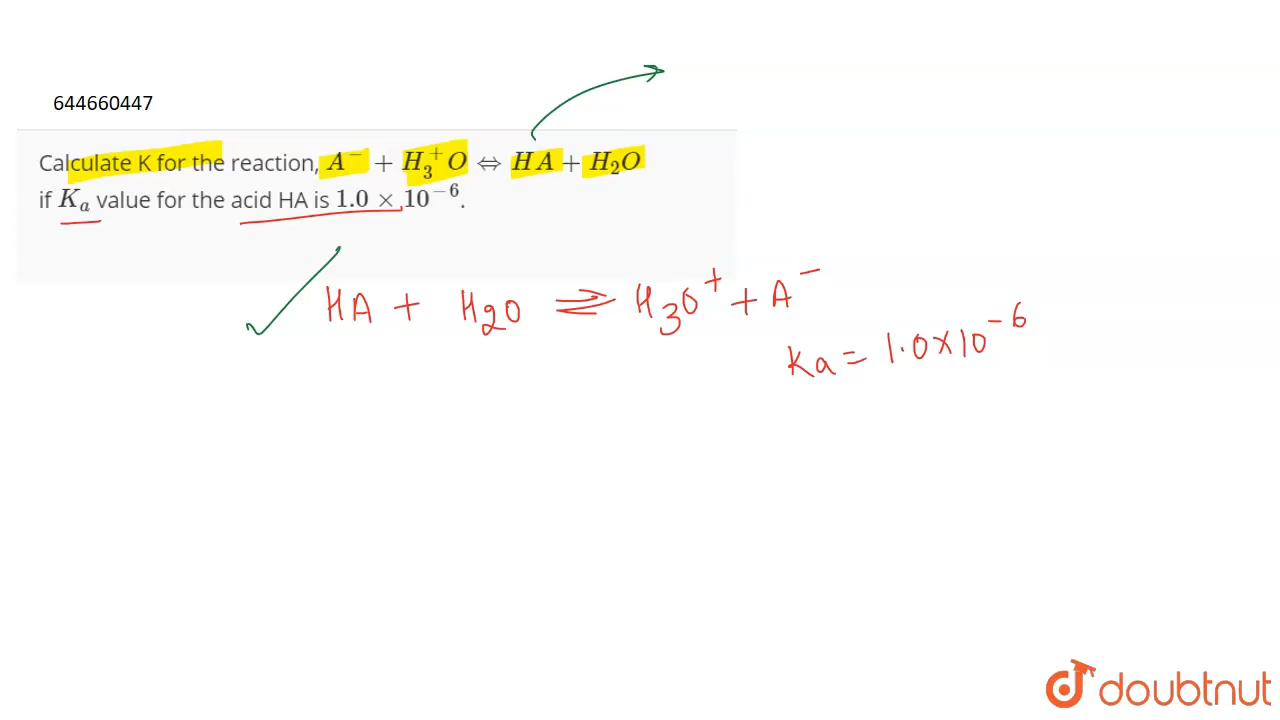 644660447
Calculate K for the reaction, A⁻ + H₃⁺O ⇔ HA + H₂O
if Kₐ value for the acid HA is 1.0 × 10⁻⁶.
HA + H₂O ⇌ H₃O⁺ + A⁻
Ka = 1.0×10⁻⁶
doubtnut